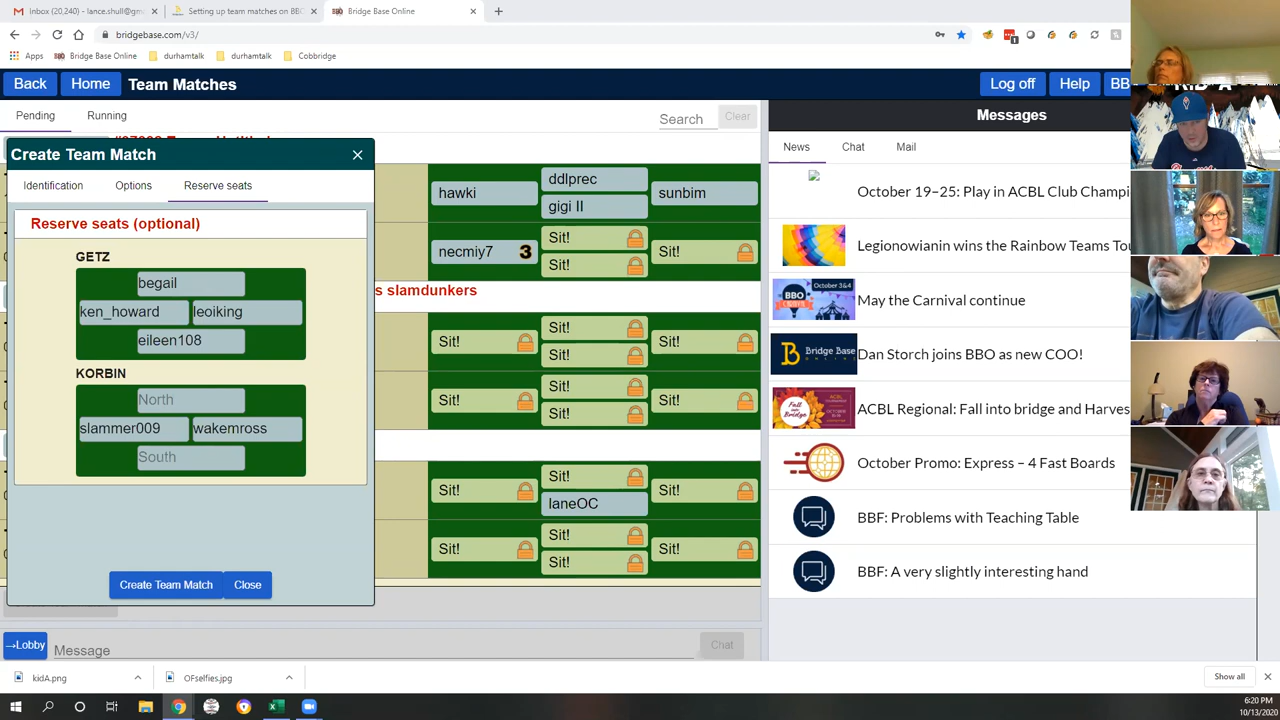 Inbox (20,240) - lance.shull@gm
Setting up team matches on BBO
Bridge Base Online
bridgebase.com/v3/
Apps Bridge Base Online durhamtalk durhamtalk Cobbridge
Back Home Team Matches Log off Help BB
Pending Running Search Clear
Messages
News Chat Mail
Create Team Match
Identification Options Reserve seats
Reserve seats (optional)
GETZ
begail
ken_howard leoiking
eileen108
KORBIN
North
slammer009 wakemross
South
Create Team Match Close
hawki ddlprec sunbim
gigi II
necmiy7 3 Sit! Sit!
Sit!
s slamdunkers
Sit! Sit! Sit!
Sit!
Sit! Sit! Sit!
Sit!
Sit! Sit! Sit!
laneOC
Sit! Sit! Sit!
Sit!
October 19–25: Play in ACBL Club Champi
Legionowianin wins the Rainbow Teams Tou
May the Carnival continue
Dan Storch joins BBO as new COO!
ACBL Regional: Fall into bridge and Harves
October Promo: Express – 4 Fast Boards
BBF: Problems with Teaching Table
BBF: A very slightly interesting hand
→Lobby Message Chat
kidA.png OFselfies.jpg Show all
6:20 PM
10/13/2020